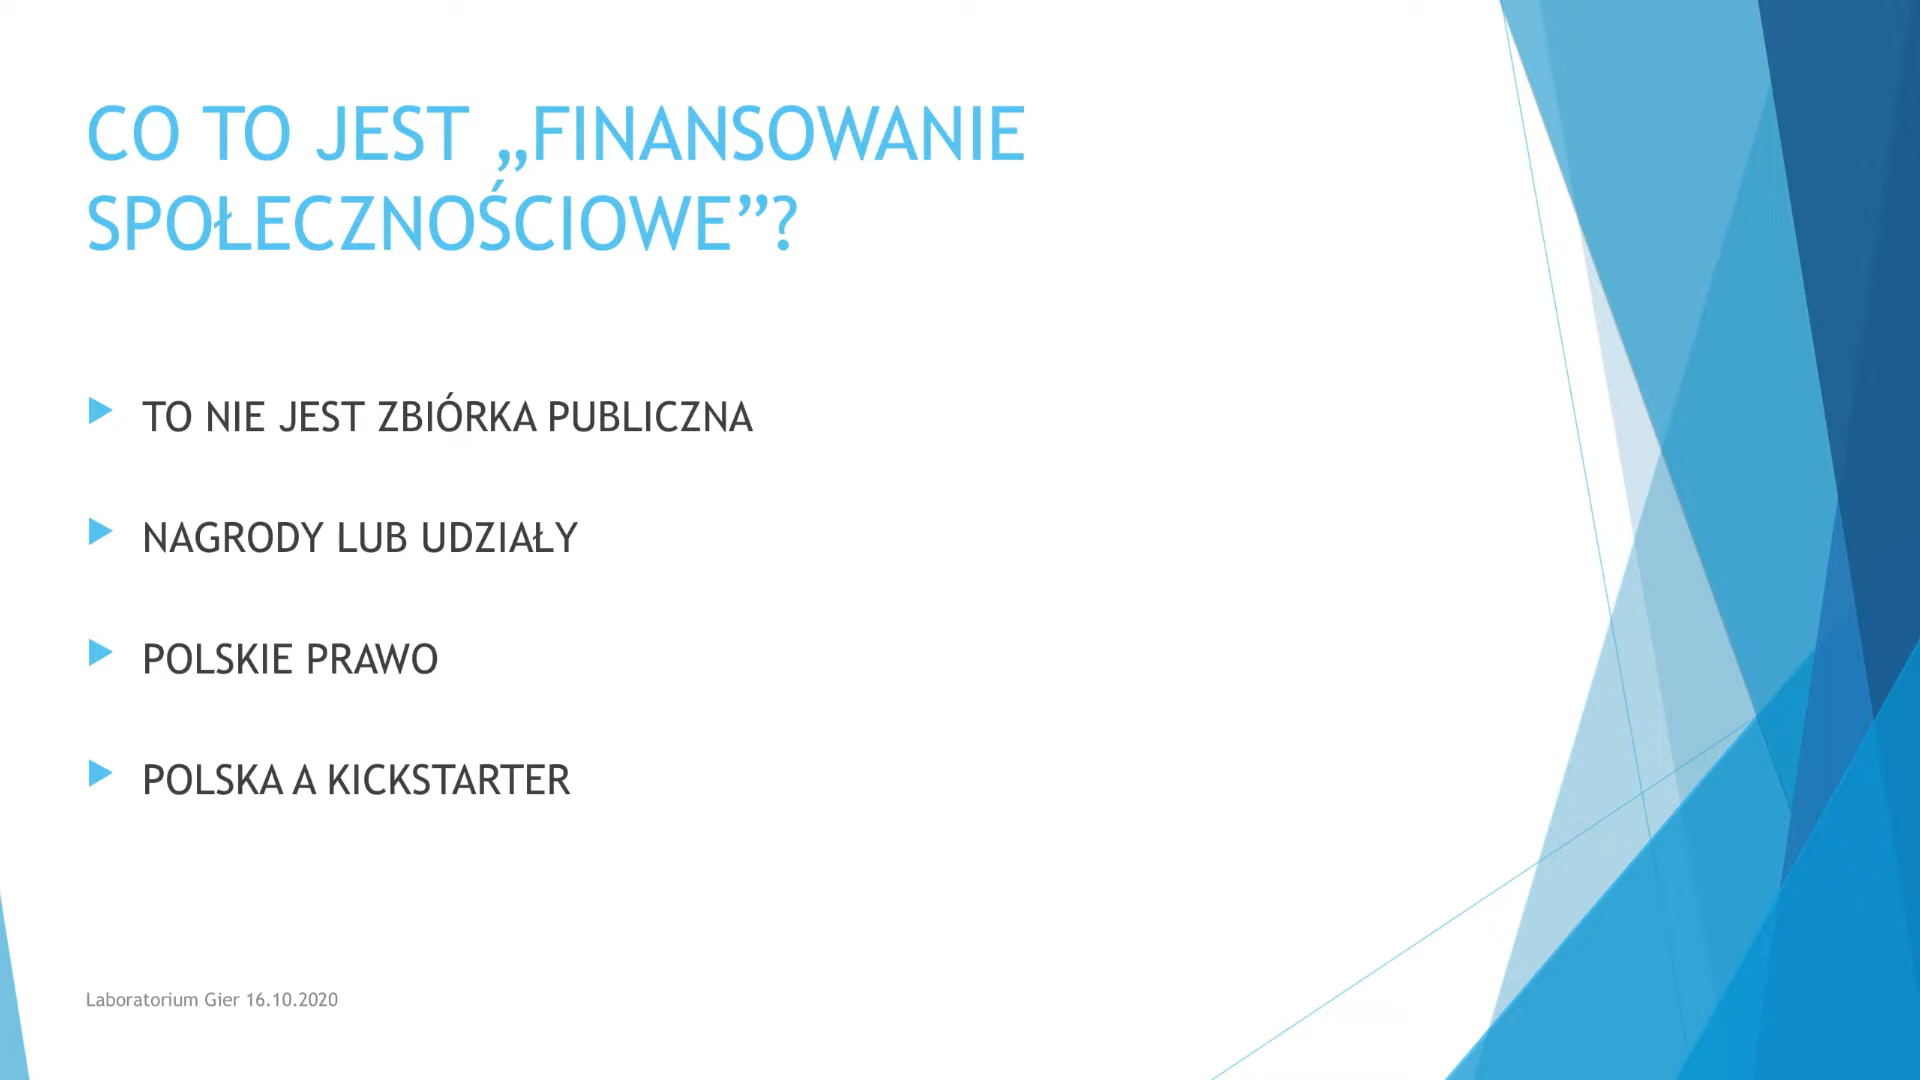 CO TO JEST „FINANSOWANIE
SPOŁECZNOŚCIOWE”?
TO NIE JEST ZBIÓRKA PUBLICZNA
NAGRODY LUB UDZIAŁY
POLSKIE PRAWO
POLSKA A KICKSTARTER
Laboratorium Gier 16.10.2020